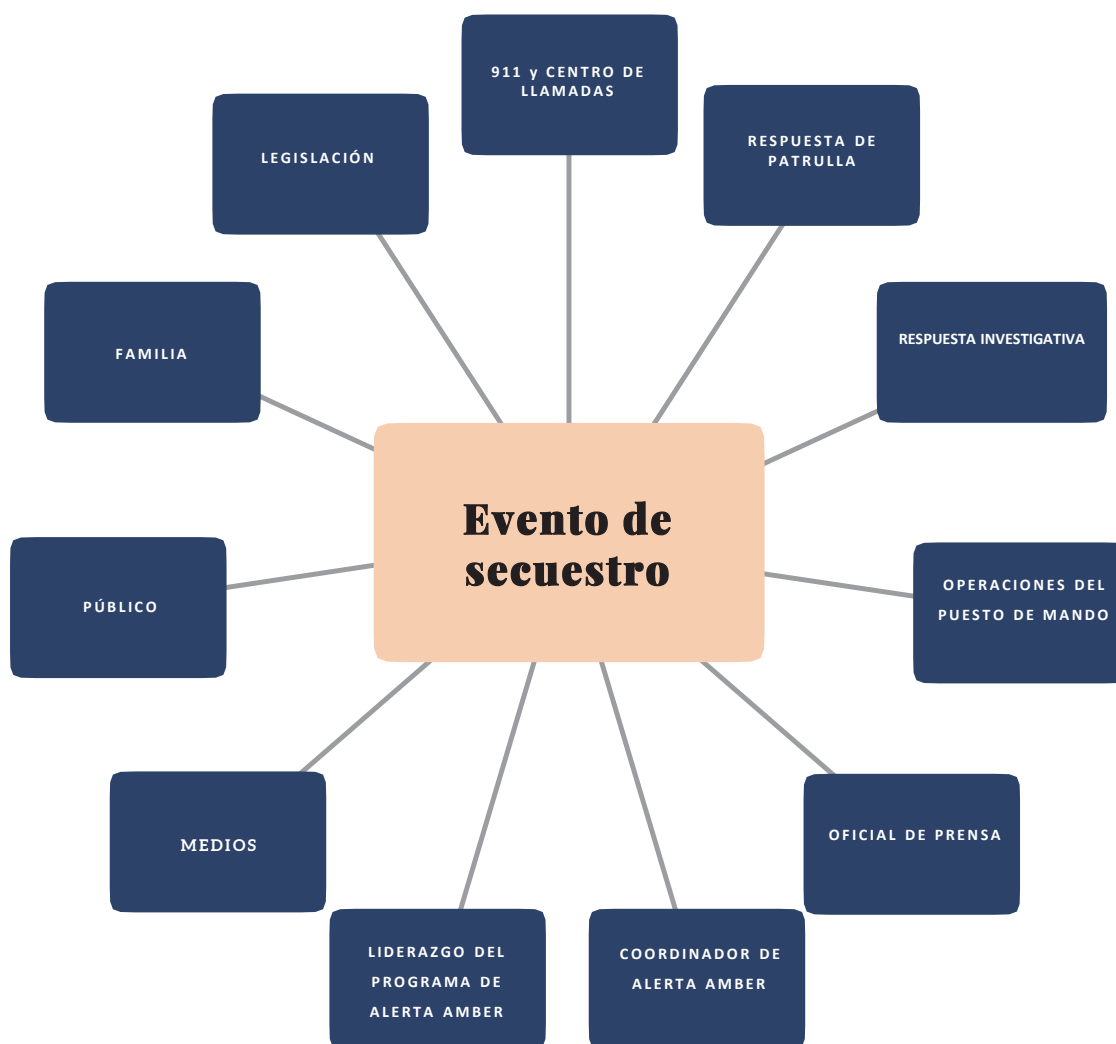 911 y CENTRO DE
LLAMADAS
RESPUESTA DE
PATRULLA
LEGISLACIÓN
RESPUESTA INVESTIGATIVA
FAMILIA
Evento de
secuestro
OPERACIONES DEL
PUESTO DE MANDO
PÚBLICO
OFICIAL DE PRENSA
MEDIOS
LIDERAZGO DEL
PROGRAMA DE
ALERTA AMBER
COORDINADOR DE
ALERTA AMBER